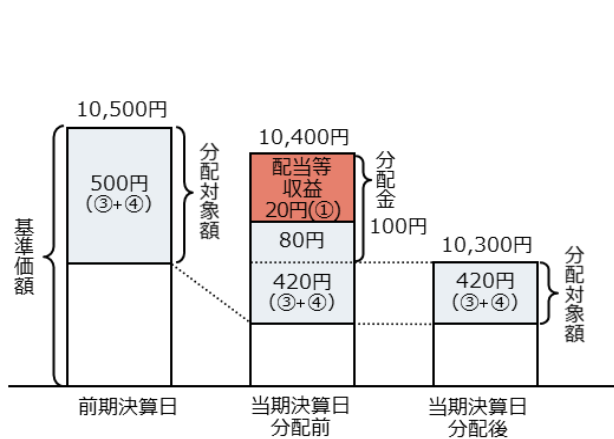 10,500円
500円
(③+④)
分配対象額
基準価額
前期決算日
10,400円
配当等
収益
20円(①)
80円
420円
(③+④)
分配金
100円
当期決算日
分配前
10,300円
420円
(③+④)
分配対象額
当期決算日
分配後